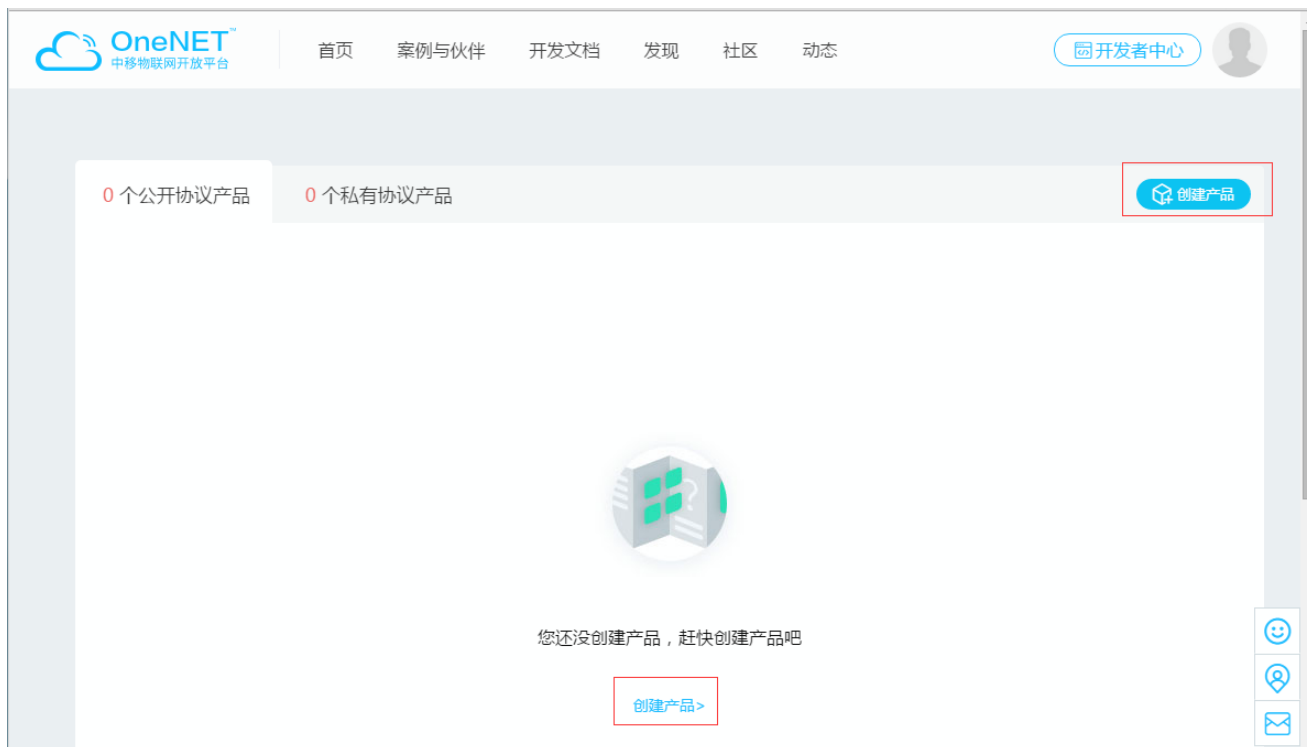 OneNET™
中移物联网开放平台
首页 案例与伙伴 开发文档 发现 社区 动态 开发者中心
0 个公开协议产品 0 个私有协议产品 创建产品
?
您还没创建产品，赶快创建产品吧
创建产品>